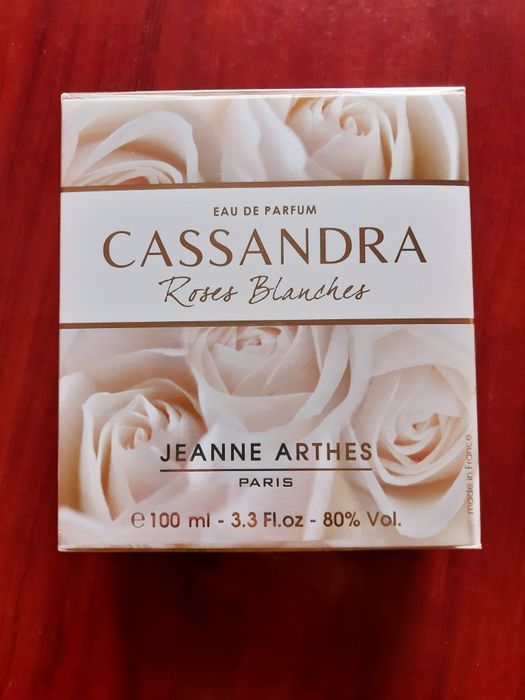 EAU DE PARFUM
CASSANDRA
Roses Blanches
JEANNE ARTHES
PARIS
℮ 100 ml - 3.3 Fl.oz - 80% Vol.
made in France